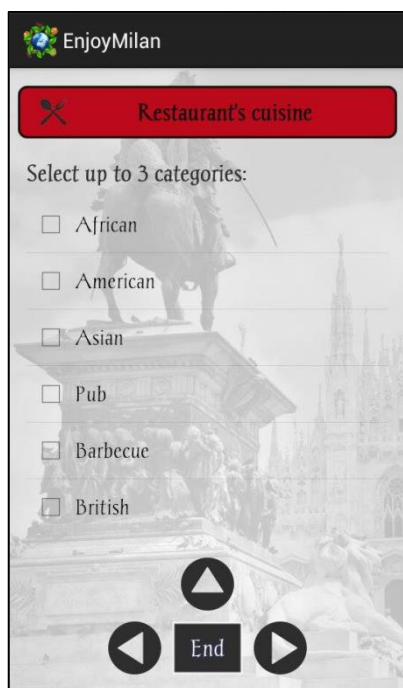 EnjoyMilan
Restaurant's cuisine
Select up to 3 categories:
African
American
Asian
Pub
Barbecue
British
End